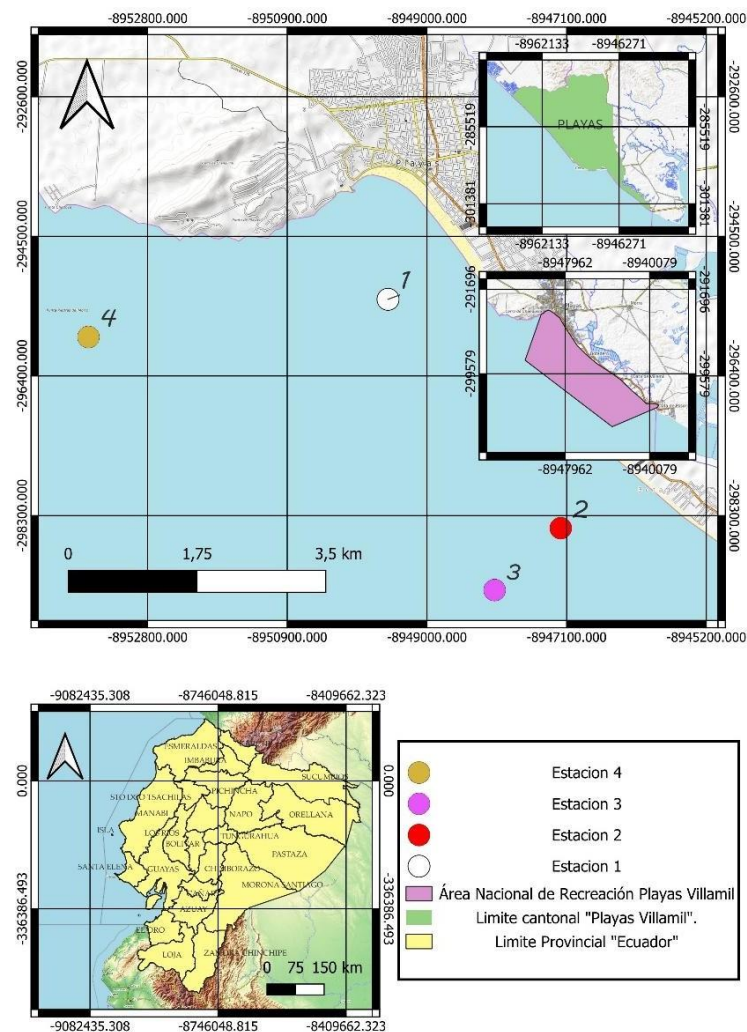 -8952800.000 -8950900.000 -8949000.000 -8947100.000 -8945200.000
-292600.000
-294500.000
-296400.000
-298300.000
-292600.000
-294500.000
-296400.000
-298300.000
Playas
1
2
3
4
0 1,75 3,5 km
-8952800.000 -8950900.000 -8949000.000 -8947100.000 -8945200.000
-8962133 -8946271
-285519
-301381
PLAYAS
-285519
-301381
-8962133 -8946271
-8947962 -8940079
-291696
-299579
-299579
-8947962 -8940079
-9082435.308 -8746048.815 -8409662.323
0.000
-336386.493
ESMERALDAS
IMBABURA
SUCUMBIOS
PICHINCHA
STO DGO TSACHILAS
MANABI
NAPO
ORELLANA
ISLA
LOS RIOS
BOLIVAR
TUNGURAHUA
PASTAZA
SANTA ELENA
GUAYAS
CHIMBORAZO
MORONA SANTIAGO
CAÑAR
AZUAY
EL ORO
LOJA
ZAMORA CHINCHIPE
0 75 150 km
-9082435.308 -8746048.815 -8409662.323
Estacion 4
Estacion 3
Estacion 2
Estacion 1
Área Nacional de Recreación Playas Villamil
Limite cantonal "Playas Villamil".
Limite Provincial "Ecuador"